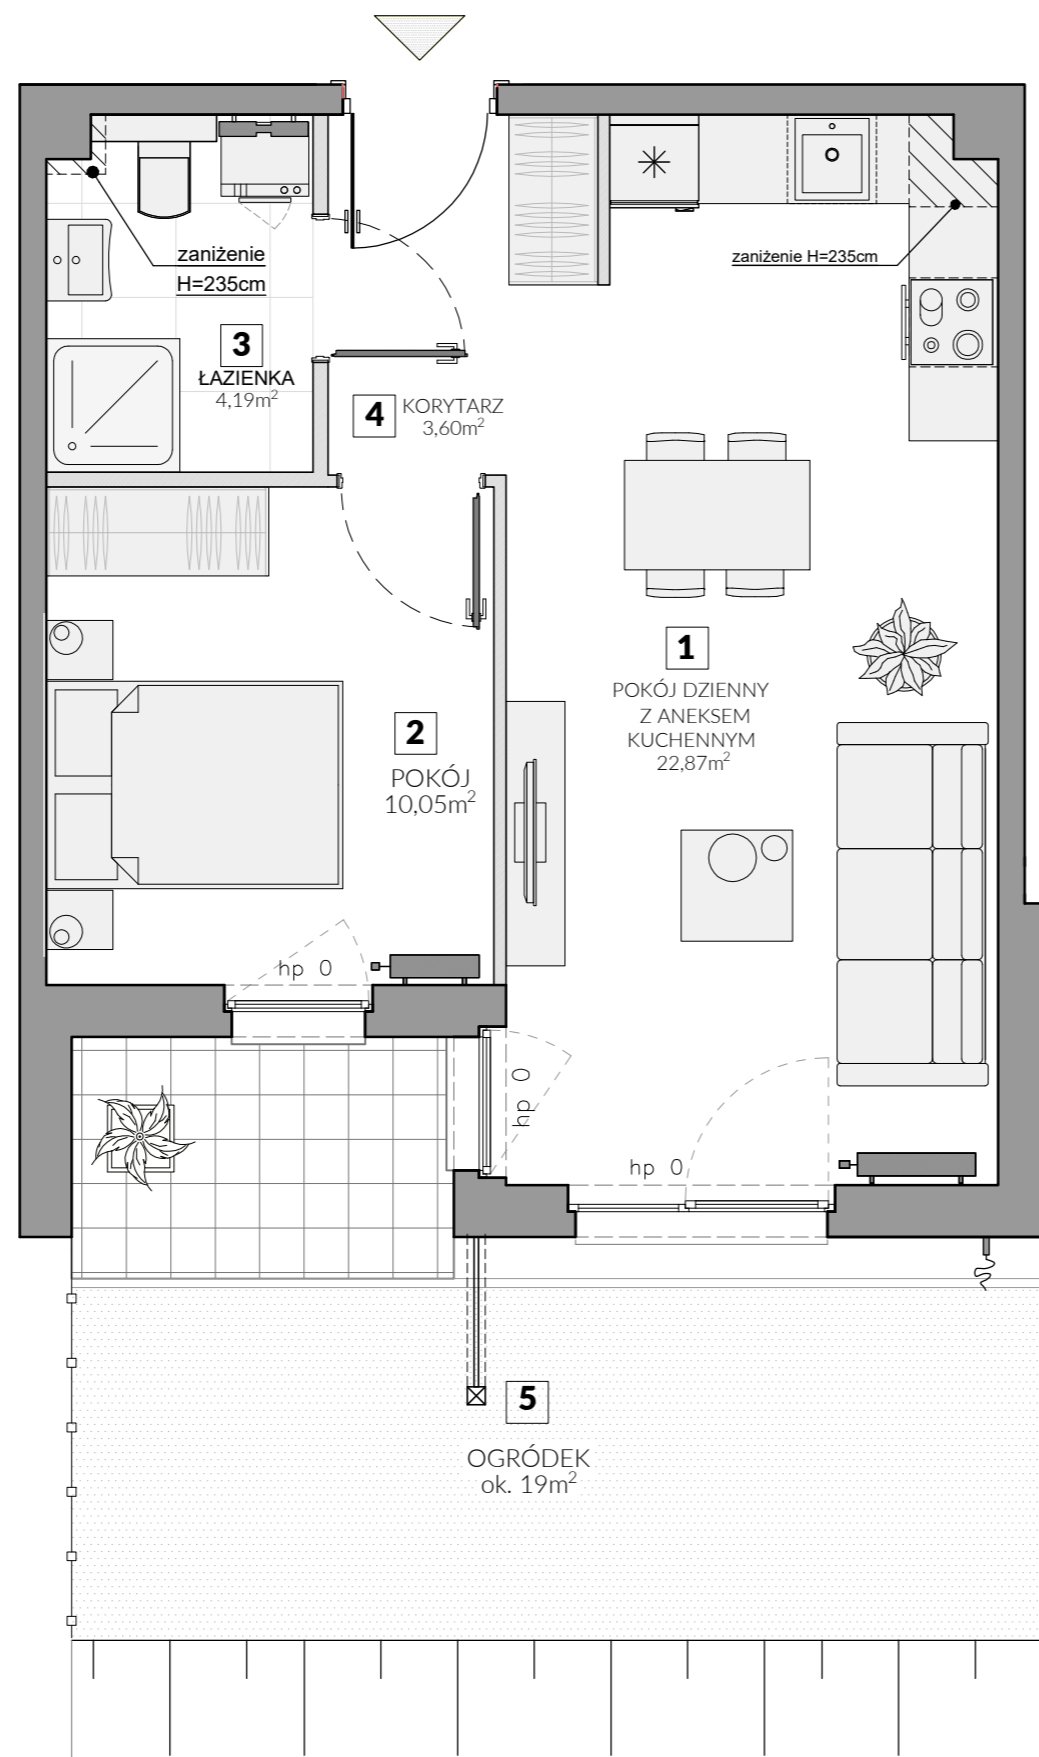 zaniżenie
H=235cm
zaniżenie H=235cm
3
ŁAZIENKA
4,19m²
4
KORYTARZ
3,60m²
1
POKÓJ DZIENNY
Z ANEKSEM
KUCHENNYM
22,87m²
2
POKÓJ
10,05m²
hp 0
hp 0
hp 0
5
OGRÓDEK
ok. 19m²